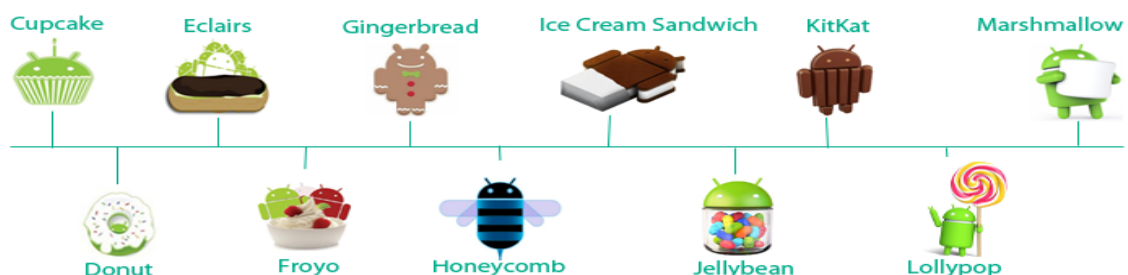 Cupcake
Eclairs
Gingerbread
Ice Cream Sandwich
KitKat
Marshmallow
Donut
Froyo
Honeycomb
Jellybean
Lollypop